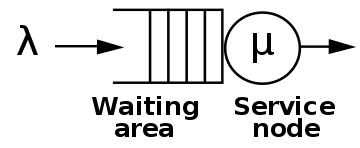 λ
μ
Waiting area
Service node